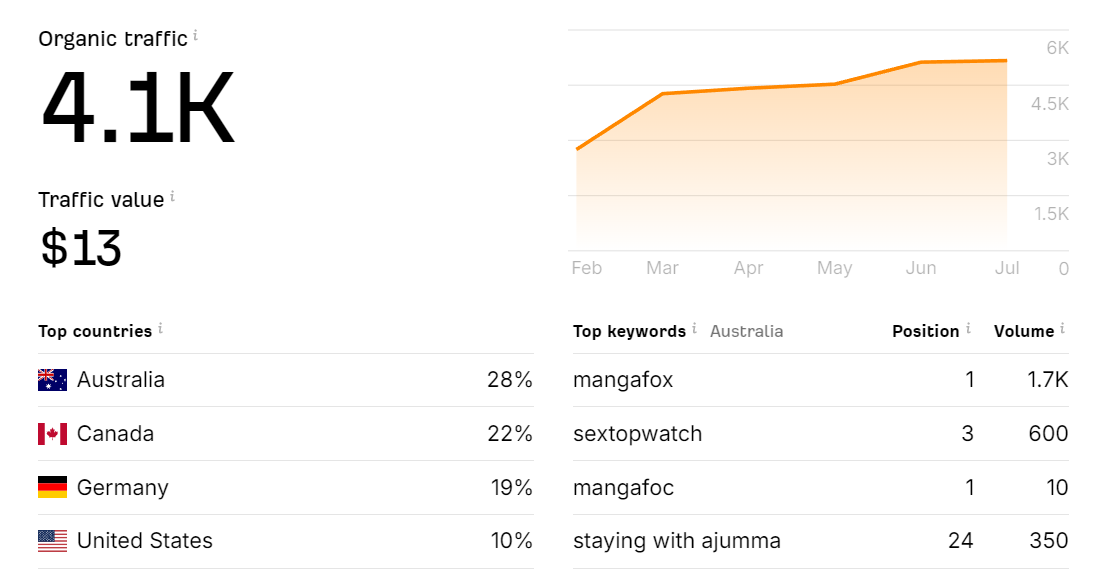 Organic traffic i
4.1K
Traffic value i
$13
6K
4.5K
3K
1.5K
Feb Mar Apr May Jun Jul 0
Top countries i
Australia 28%
Canada 22%
Germany 19%
United States 10%
Top keywords i Australia Position i Volume i
mangafox 1 1.7K
sextopwatch 3 600
mangafoc 1 10
staying with ajumma 24 350